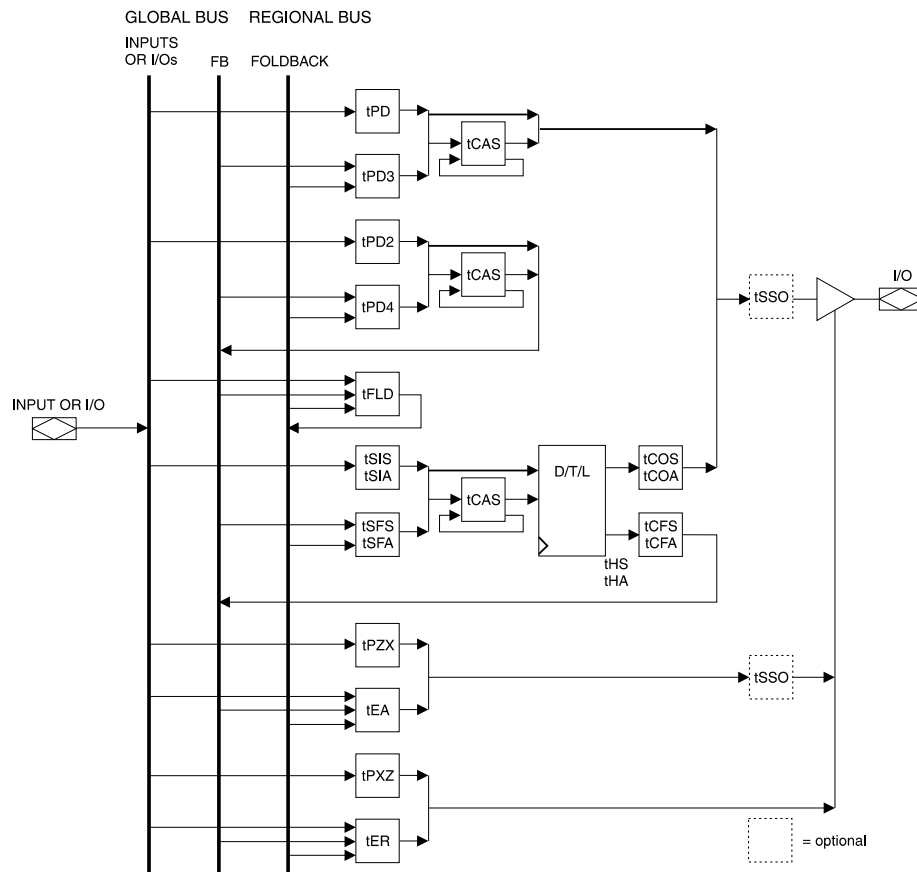 GLOBAL BUS REGIONAL BUS
INPUTS
OR I/Os
FB
FOLDBACK
tPD
tCAS
tPD3
tPD2
tCAS
tPD4
I/O
tSSO
tFLD
INPUT OR I/O
tSIS
tSIA
D/T/L
tCOS
tCOA
tCAS
tSFS
tSFA
tCFS
tCFA
tHS
tHA
tPZX
tSSO
tEA
tPXZ
tER
= optional